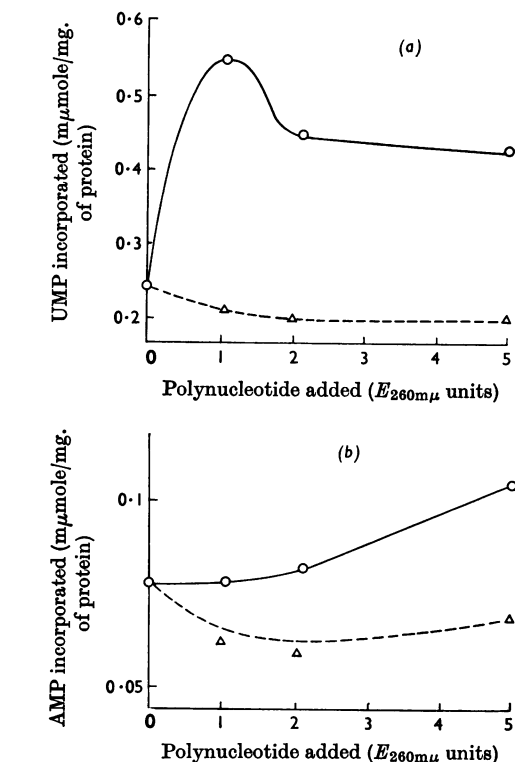 (a)
UMP incorporated (mμmole/mg.
of protein)
0·6
0·5
0·4
0·3
0·2
0 1 2 3 4 5
Polynucleotide added (E260mμ units)
(b)
AMP incorporated (mμmole/mg.
of protein)
0·1
0·05
0 1 2 3 4 5
Polynucleotide added (E260mμ units)